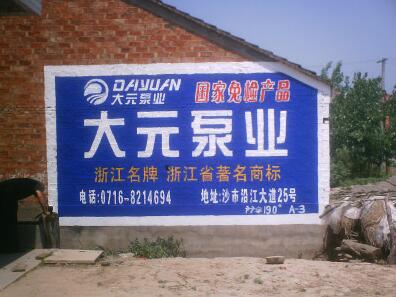 DAYUAN
大元泵业
国家免检产品
大元泵业
浙江名牌 浙江省著名商标
电话:0716-8214694 地址:沙市沿江大道25号
190° A-3